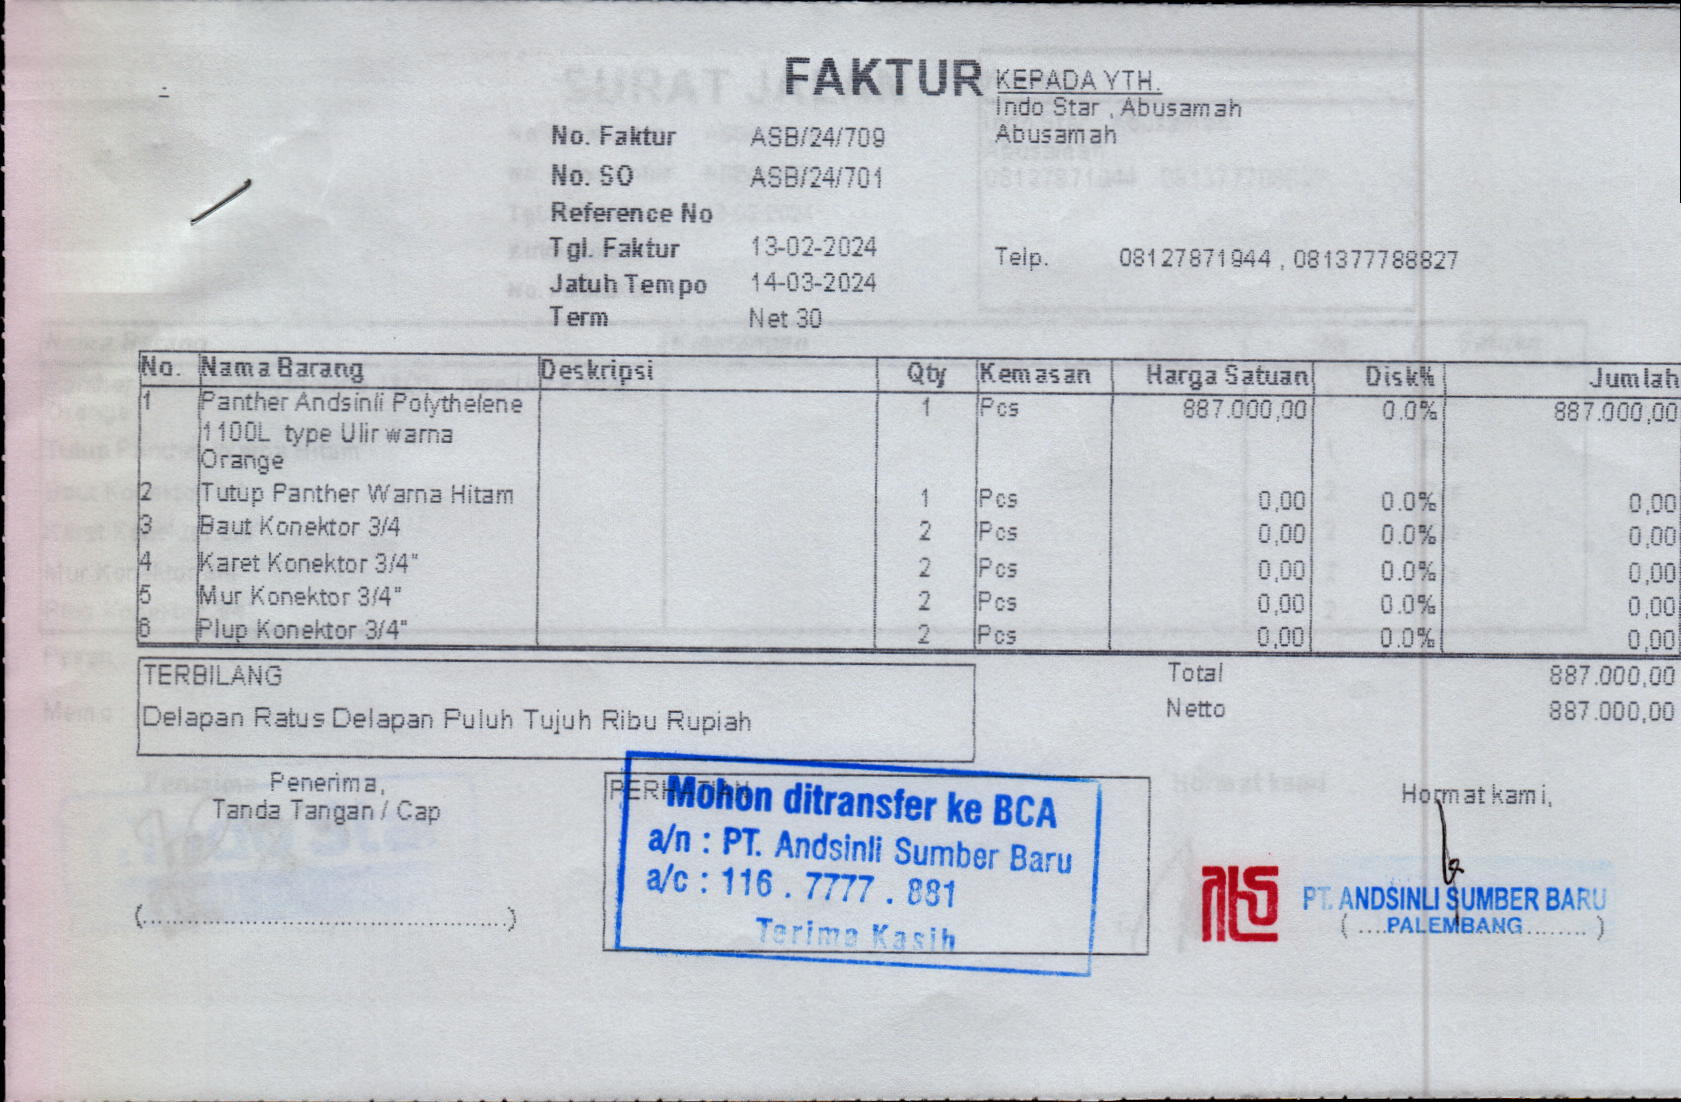 FAKTUR
KEPADA YTH.
Indo Star , Abusamah
Abusamah
No. Faktur ASB/24/709
No. SO ASB/24/701
Reference No
Tgl. Faktur 13-02-2024
Jatuh Tempo 14-03-2024
Term Net 30
Telp. 08127871944 , 081377788827
No. Nama Barang Deskripsi Qty Kemasan Harga Satuan Disk% Jumlah
1 Panther Andsinli Polythelene 1 Pcs 887.000,00 0.0% 887.000,00
1100L type Ulir warna
Orange
2 Tutup Panther Warna Hitam 1 Pcs 0,00 0.0% 0,00
3 Baut Konektor 3/4 2 Pcs 0,00 0.0% 0,00
4 Karet Konektor 3/4" 2 Pcs 0,00 0.0% 0,00
5 Mur Konektor 3/4" 2 Pcs 0,00 0.0% 0,00
6 Plup Konektor 3/4" 2 Pcs 0,00 0.0% 0,00
TERBILANG
Delapan Ratus Delapan Puluh Tujuh Ribu Rupiah
Total 887.000,00
Netto 887.000,00
Penerima,
Tanda Tangan / Cap
(........................................)
PERHATIAN
Mohon ditransfer ke BCA
a/n : PT. Andsinli Sumber Baru
a/c : 116 . 7777 . 881
Terima Kasih
Hormat kami,
PT. ANDSINLI SUMBER BARU
( ....PALEMBANG........ )